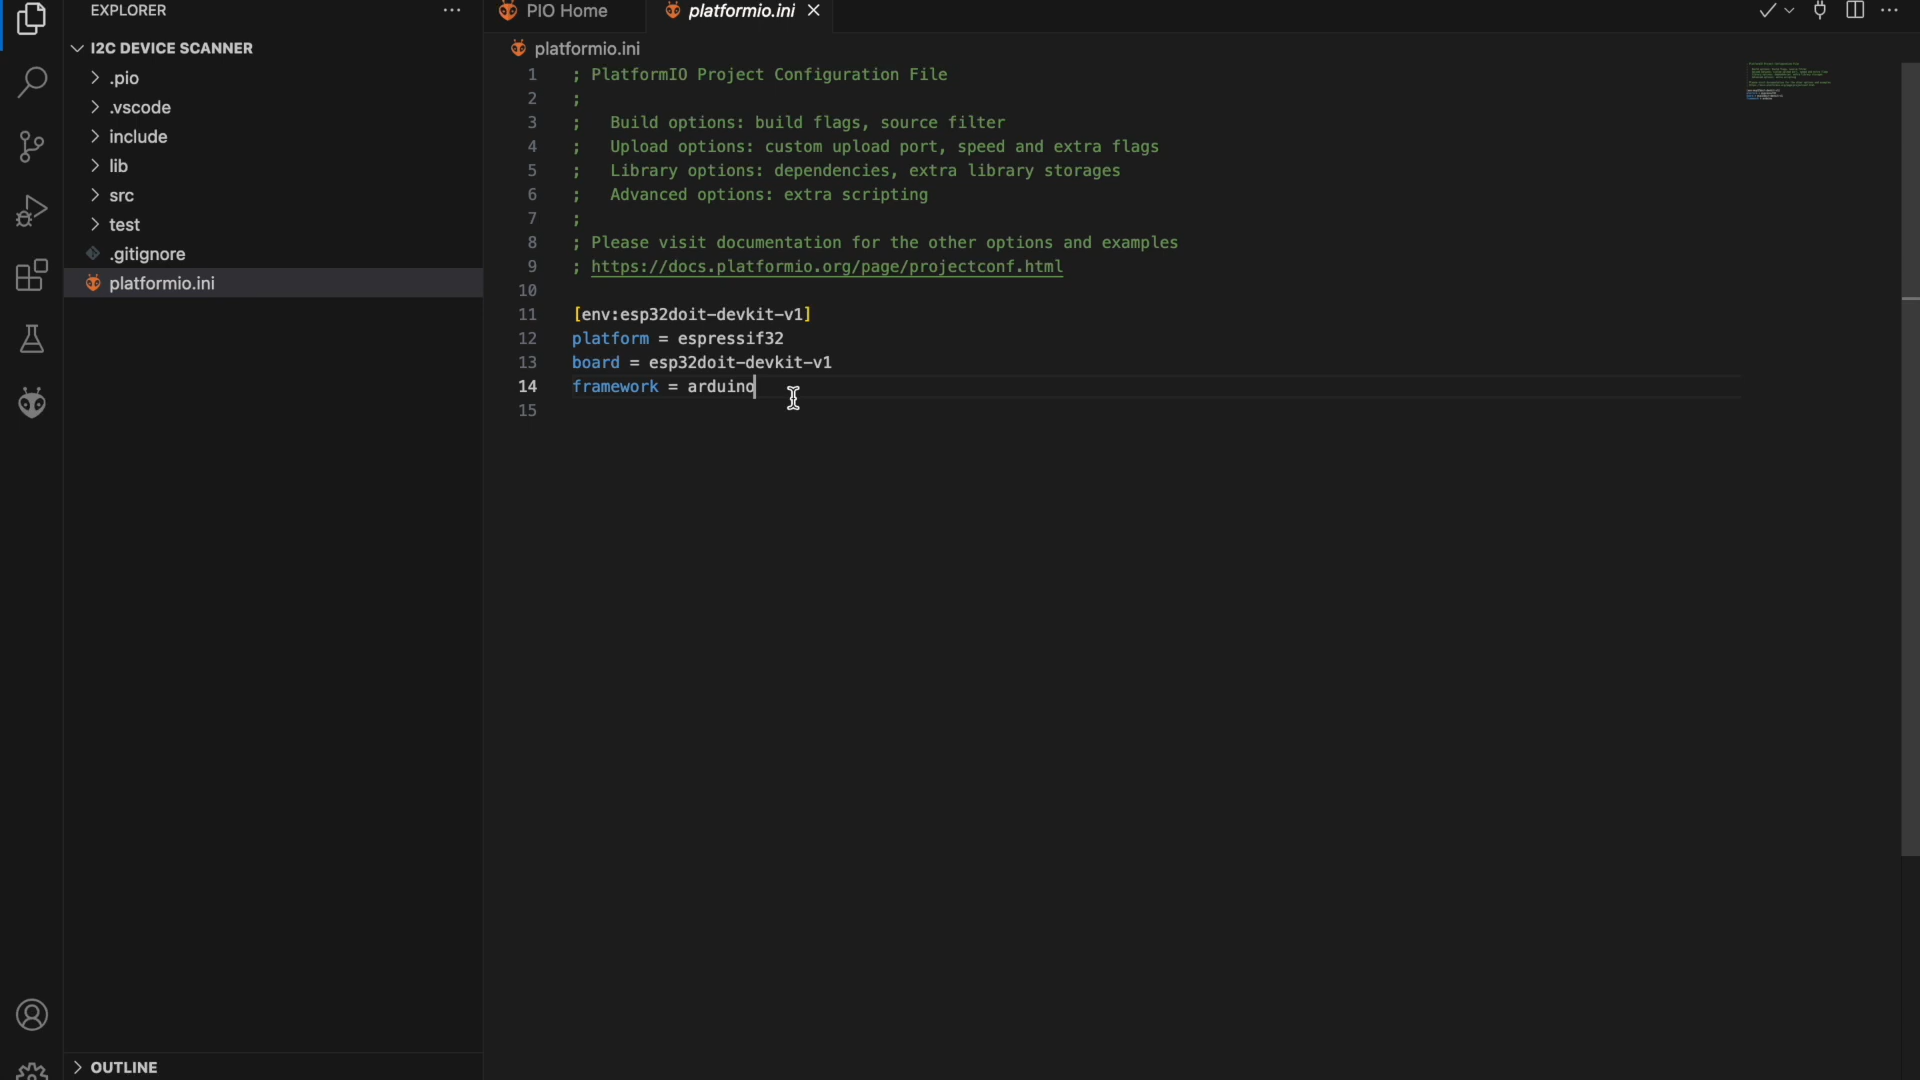 EXPLORER
I2C DEVICE SCANNER
.pio
.vscode
include
lib
src
test
.gitignore
platformio.ini
OUTLINE
PIO Home
platformio.ini
platformio.ini
1 ; PlatformIO Project Configuration File
2 ;
3 ;   Build options: build flags, source filter
4 ;   Upload options: custom upload port, speed and extra flags
5 ;   Library options: dependencies, extra library storages
6 ;   Advanced options: extra scripting
7 ;
8 ; Please visit documentation for the other options and examples
9 ; https://docs.platformio.org/page/projectconf.html
10
11 [env:esp32doit-devkit-v1]
12 platform = espressif32
13 board = esp32doit-devkit-v1
14 framework = arduino
15